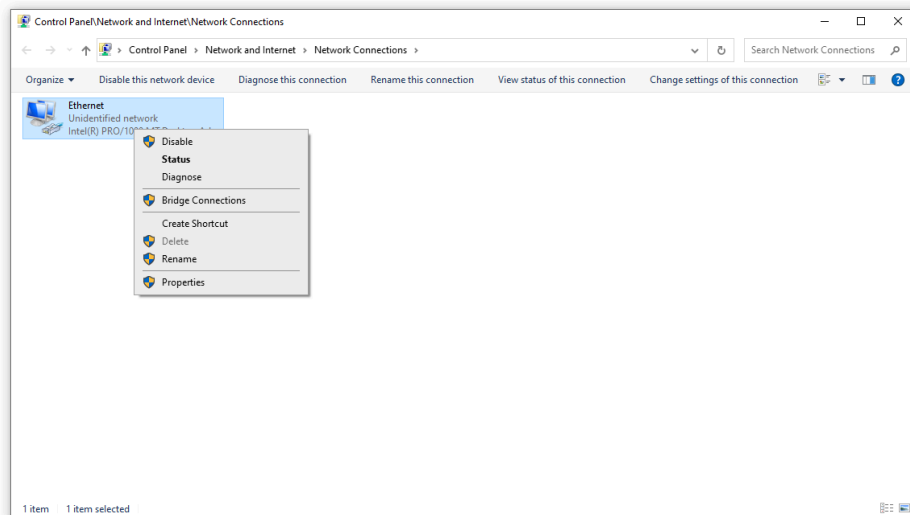 Control Panel\Network and Internet\Network Connections
Control Panel > Network and Internet > Network Connections >
Search Network Connections
Organize
Disable this network device
Diagnose this connection
Rename this connection
View status of this connection
Change settings of this connection
Ethernet
Unidentified network
Intel(R)
Disable
Status
Diagnose
Bridge Connections
Create Shortcut
Delete
Rename
Properties
1 item
1 item selected